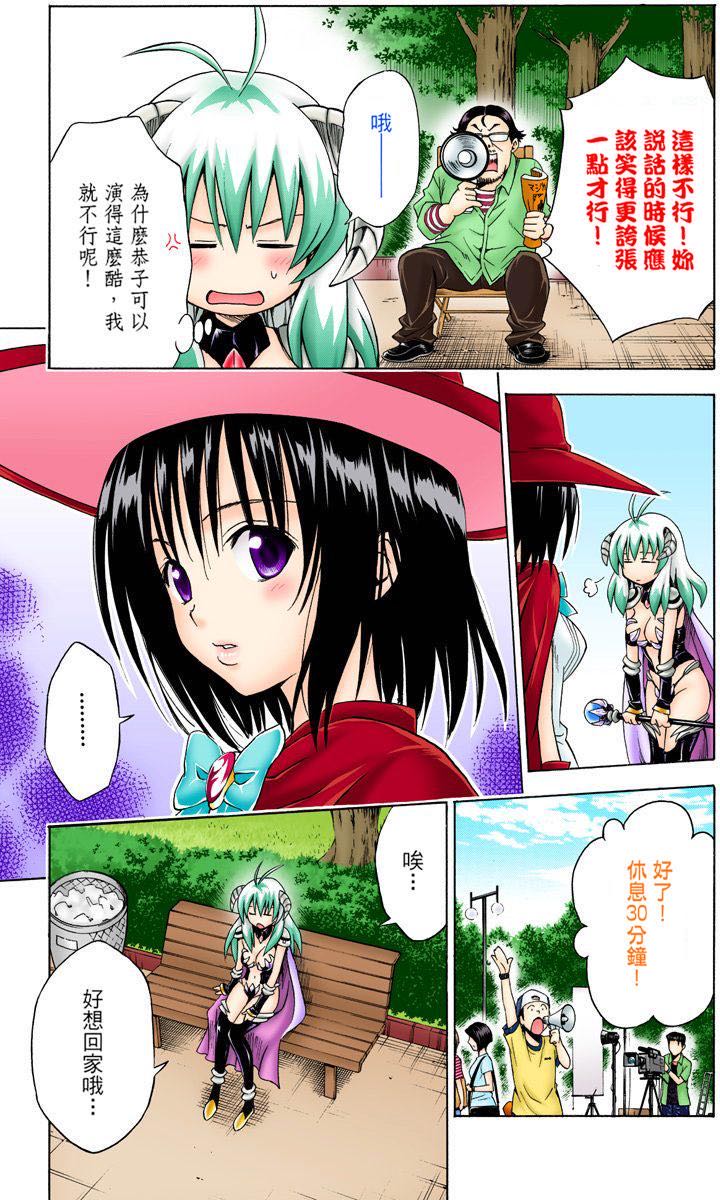 這樣不行！妳
說話的時候應
該笑得更誇張
一點才行！
哦——
為什麼恭子可以
演得這麼酷，我
就不行呢！
………
好了！
休息30分鐘！
唉…
好想回家哦…